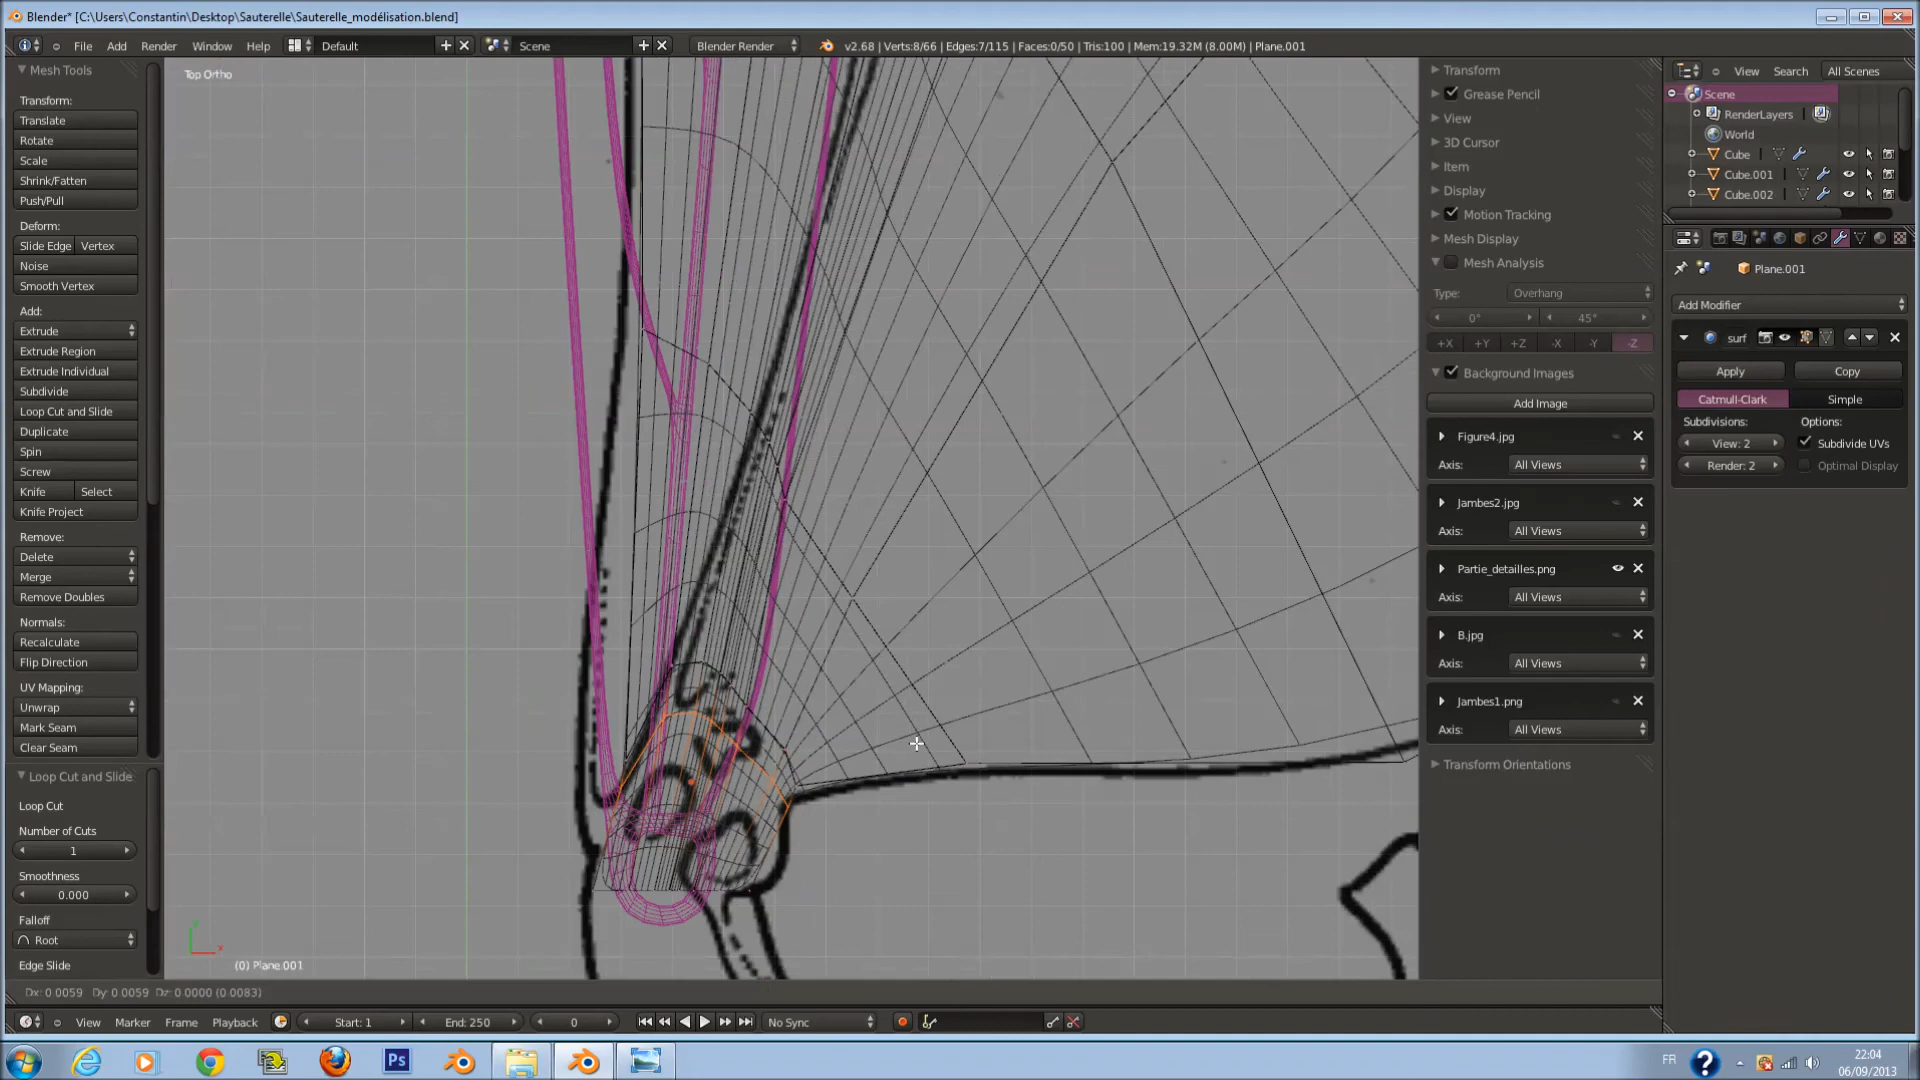 Blender* [C:\Users\Constantin\Desktop\Sauterelle\Sauterelle_modélisation.blend]
File Add Render Window Help Default Scene Blender Render v2.68 | Verts:8/66 | Edges:7/115 | Faces:0/50 | Tris:100 | Mem:19.32M (8.00M) | Plane.001
Mesh Tools
Transform:
Translate
Rotate
Scale
Shrink/Fatten
Push/Pull
Deform:
Slide Edge Vertex
Noise
Smooth Vertex
Add:
Extrude
Extrude Region
Extrude Individual
Subdivide
Loop Cut and Slide
Duplicate
Spin
Screw
Knife Select
Knife Project
Remove:
Delete
Merge
Remove Doubles
Normals:
Recalculate
Flip Direction
UV Mapping:
Unwrap
Mark Seam
Clear Seam
Loop Cut and Slide
Loop Cut
Number of Cuts
1
Smoothness
0.000
Falloff
Root
Edge Slide
Top Ortho
(0) Plane.001
Dx: 0.0059 Dy: 0.0059 Dz: 0.0000 (0.0083)
Transform
Grease Pencil
View
3D Cursor
Item
Display
Motion Tracking
Mesh Display
Mesh Analysis
Type: Overhang
0° 45°
+X +Y +Z -X -Y -Z
Background Images
Add Image
Figure4.jpg
Axis: All Views
Jambes2.jpg
Axis: All Views
Partie_detailles.png
Axis: All Views
B.jpg
Axis: All Views
Jambes1.png
Axis: All Views
Transform Orientations
View Search All Scenes
Scene
RenderLayers
World
Cube
Cube.001
Cube.002
Plane.001
Add Modifier
surf
Apply Copy
Catmull-Clark Simple
Subdivisions: Options:
View: 2 Subdivide UVs
Render: 2 Optimal Display
View Marker Frame Playback Start: 1 End: 250 0 No Sync
Ps
FR
22:04
06/09/2013